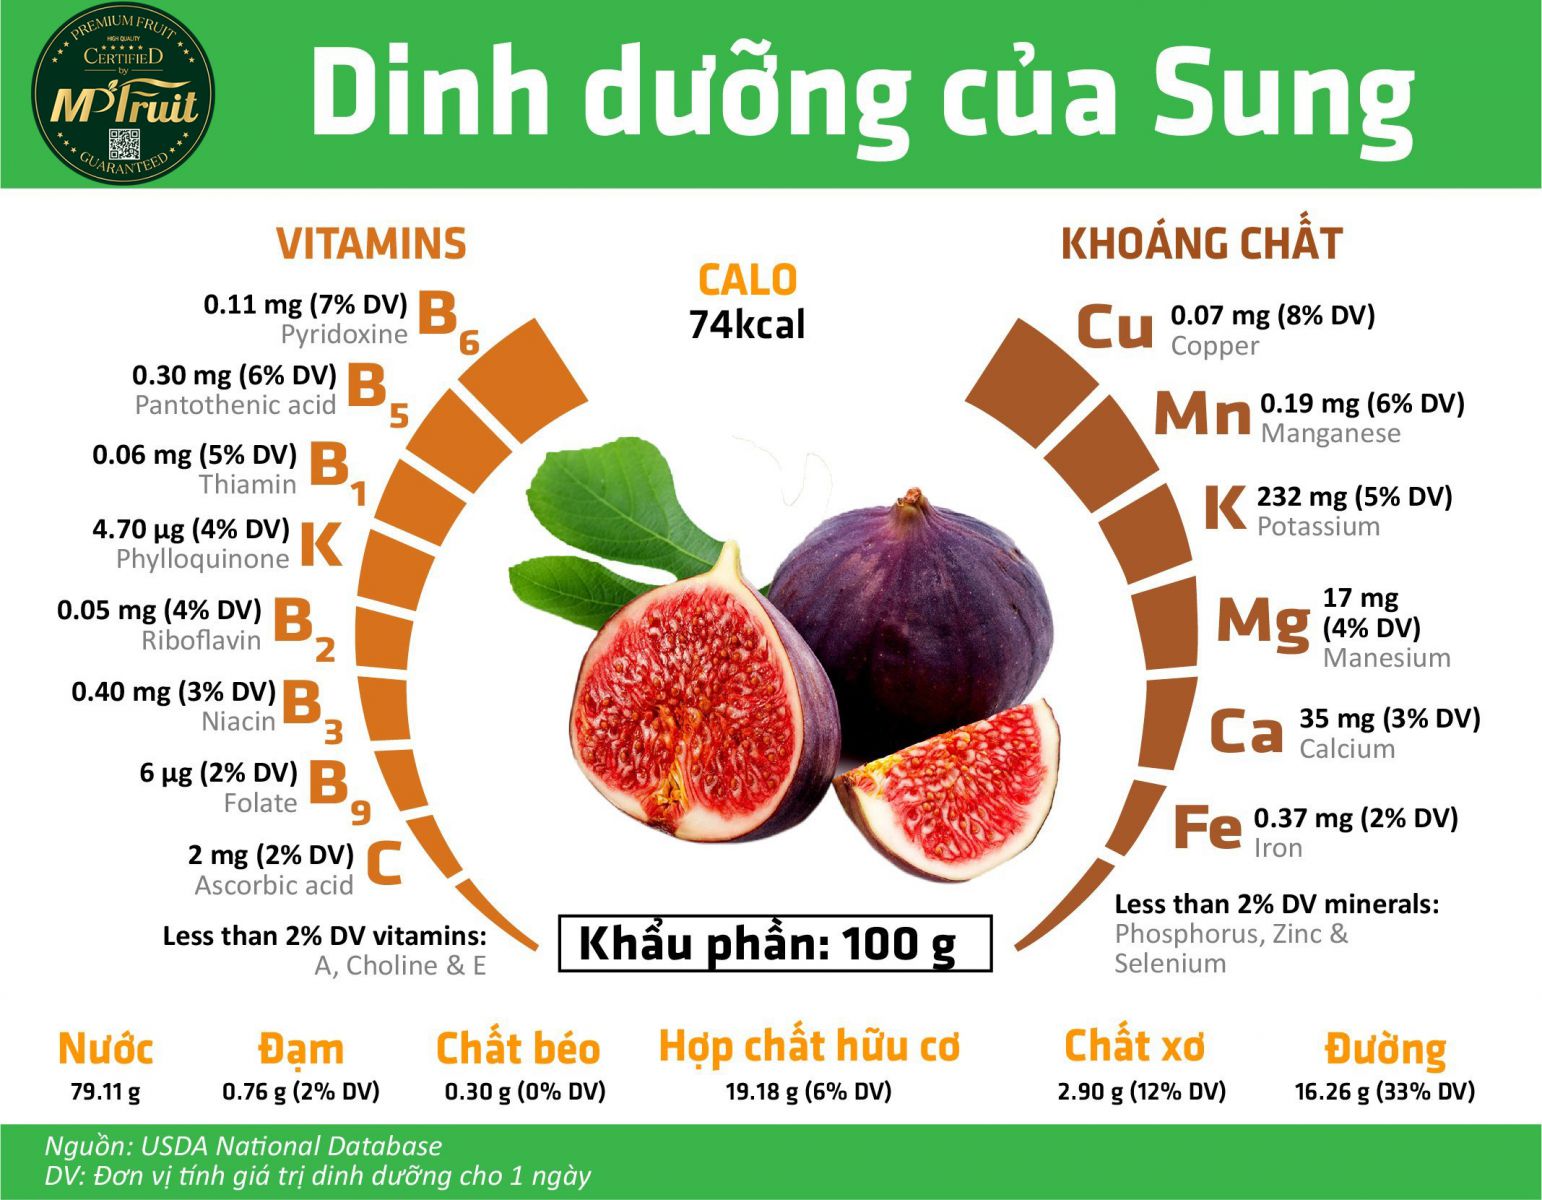 PREMIUM FRUIT
HIGH QUALITY
CERTIFIED
by
MPFruit
GUARANTEED
Dinh dưỡng của Sung
VITAMINS
0.11 mg (7% DV)
Pyridoxine
B6
0.30 mg (6% DV)
Pantothenic acid
B5
0.06 mg (5% DV)
Thiamin
B1
4.70 µg (4% DV)
Phylloquinone
K
0.05 mg (4% DV)
Riboflavin
B2
0.40 mg (3% DV)
Niacin
B3
6 µg (2% DV)
Folate
B9
2 mg (2% DV)
Ascorbic acid
C
Less than 2% DV vitamins:
A, Choline & E
CALO
74kcal
KHOÁNG CHẤT
Cu
0.07 mg (8% DV)
Copper
Mn
0.19 mg (6% DV)
Manganese
K
232 mg (5% DV)
Potassium
Mg
17 mg
(4% DV)
Manesium
Ca
35 mg (3% DV)
Calcium
Fe
0.37 mg (2% DV)
Iron
Less than 2% DV minerals:
Phosphorus, Zinc &
Selenium
Khẩu phần: 100 g
Nước
79.11 g
Đạm
0.76 g (2% DV)
Chất béo
0.30 g (0% DV)
Hợp chất hữu cơ
19.18 g (6% DV)
Chất xơ
2.90 g (12% DV)
Đường
16.26 g (33% DV)
Nguồn: USDA National Database
DV: Đơn vị tính giá trị dinh dưỡng cho 1 ngày